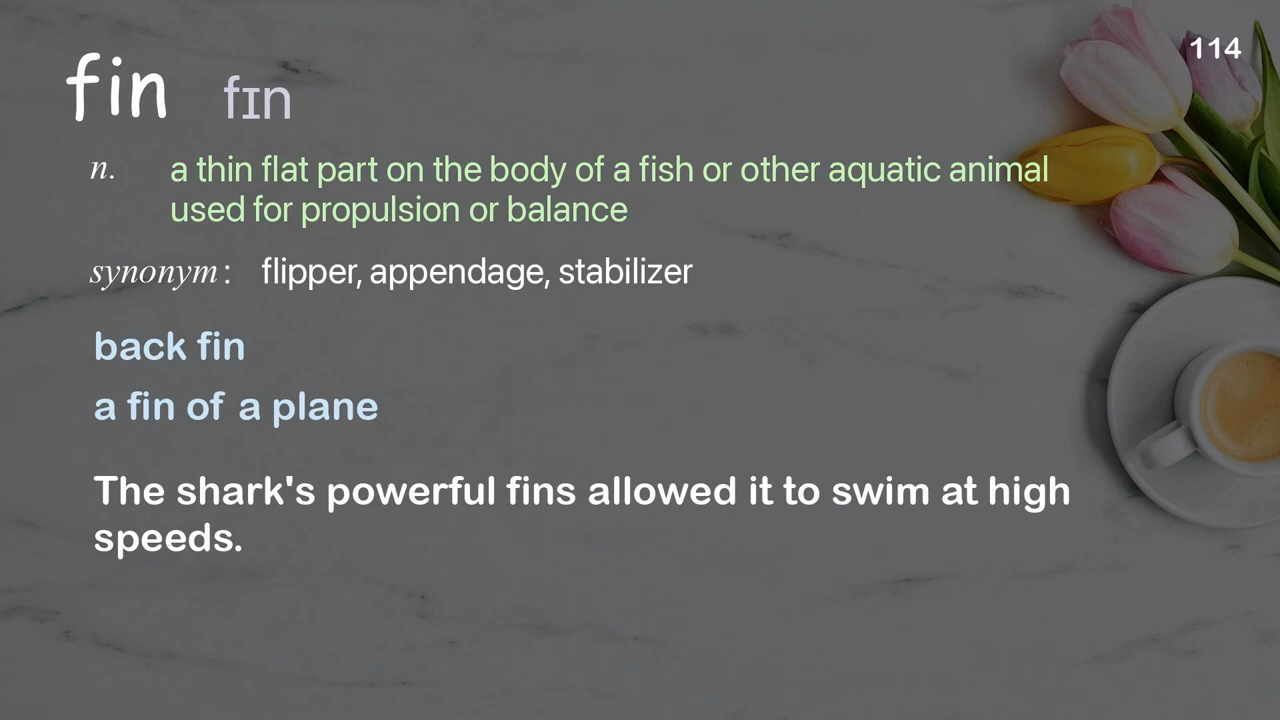 114
fin fɪn
n. a thin flat part on the body of a fish or other aquatic animal
used for propulsion or balance
synonym: flipper, appendage, stabilizer
back fin
a fin of a plane
The shark's powerful fins allowed it to swim at high
speeds.